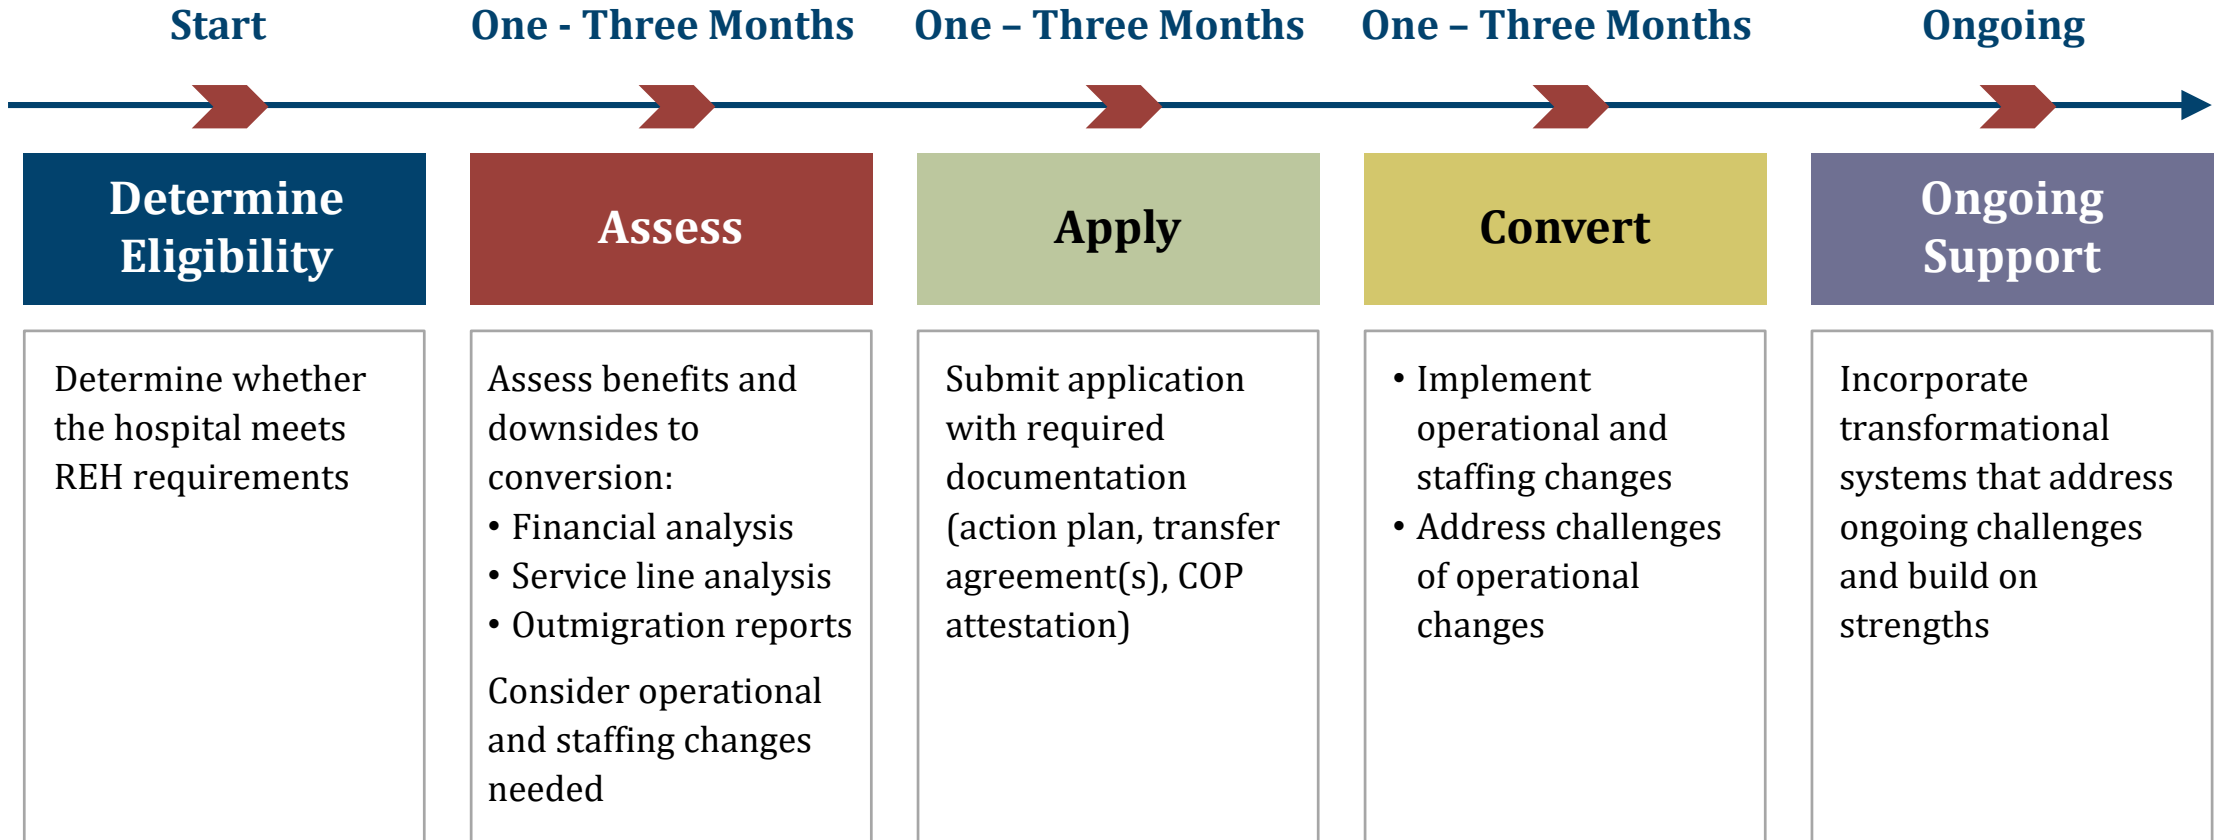 Start
One - Three Months
One – Three Months
One – Three Months
Ongoing
Determine
Eligibility
Assess
Apply
Convert
Ongoing
Support
Determine whether
the hospital meets
REH requirements
Assess benefits and
downsides to
conversion:
• Financial analysis
• Service line analysis
• Outmigration reports
Consider operational
and staffing changes
needed
Submit application
with required
documentation
(action plan, transfer
agreement(s), COP
attestation)
• Implement
operational and
staffing changes
• Address challenges
of operational
changes
Incorporate
transformational
systems that address
ongoing challenges
and build on
strengths